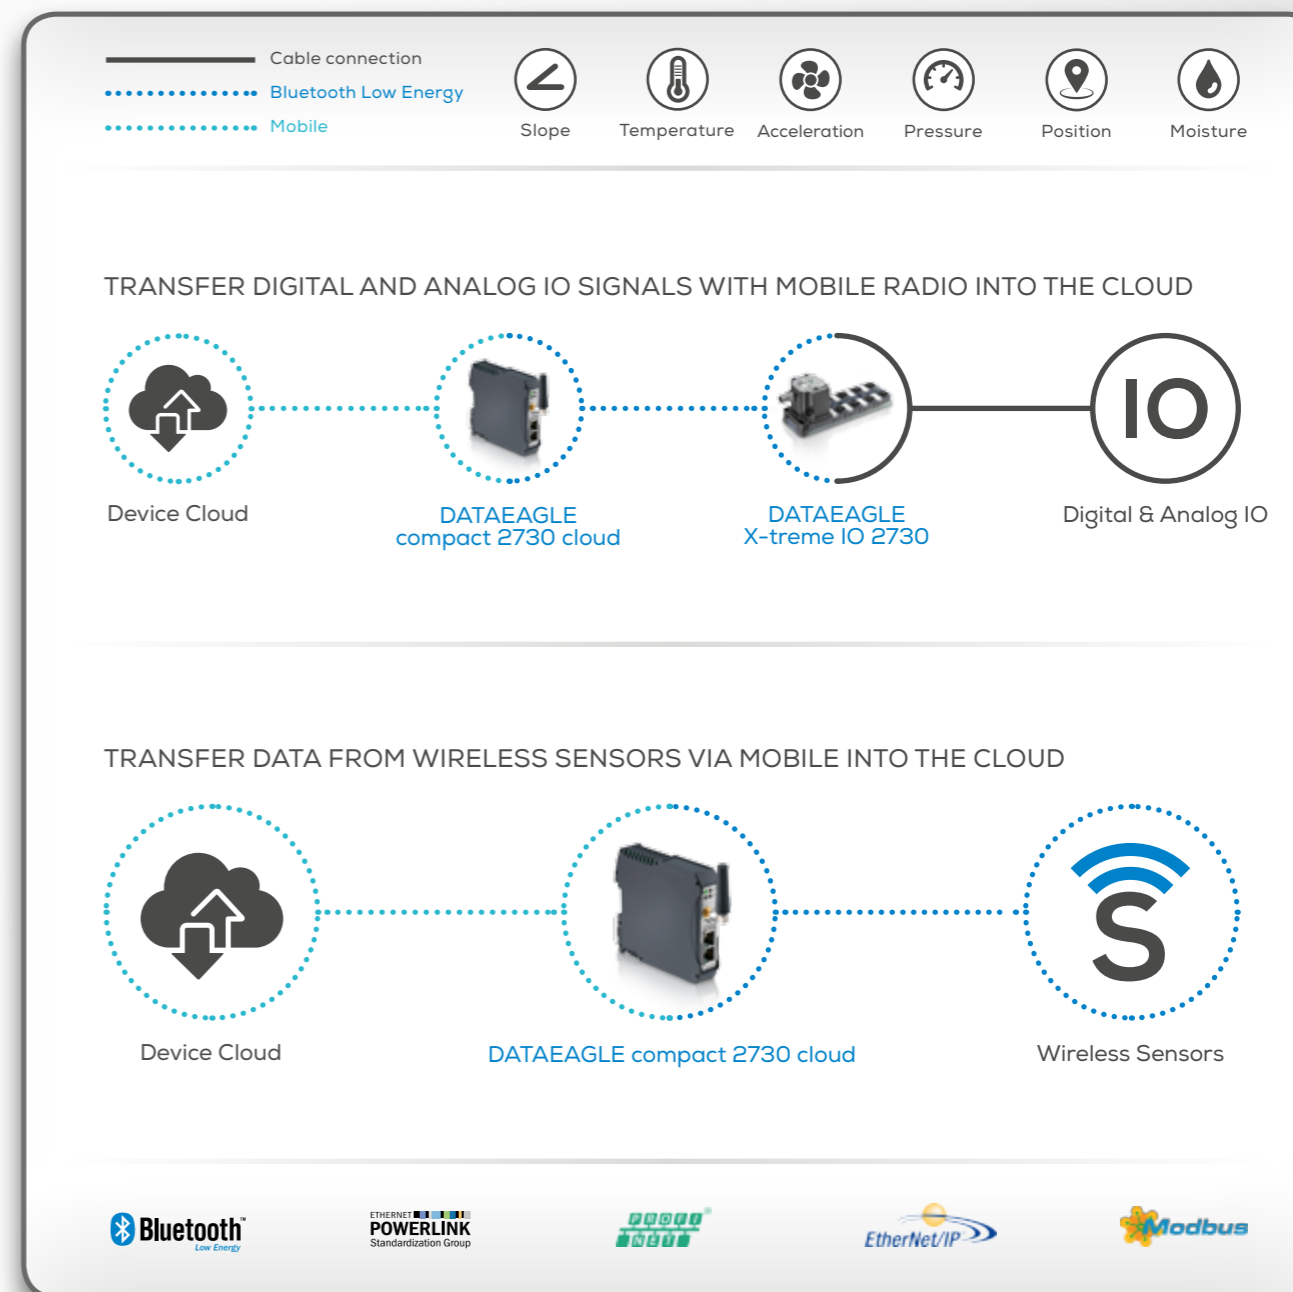 Cable connection
Bluetooth Low Energy
Mobile
Slope
Temperature
Acceleration
Pressure
Position
Moisture
TRANSFER DIGITAL AND ANALOG IO SIGNALS WITH MOBILE RADIO INTO THE CLOUD
IO
Device Cloud
DATAEAGLE
compact 2730 cloud
DATAEAGLE
X-treme IO 2730
Digital & Analog IO
TRANSFER DATA FROM WIRELESS SENSORS VIA MOBILE INTO THE CLOUD
S
Device Cloud
DATAEAGLE compact 2730 cloud
Wireless Sensors
Bluetooth™
Low Energy
ETHERNET
POWERLINK
Standardization Group
PROFI
NET®
EtherNet/IP
Modbus